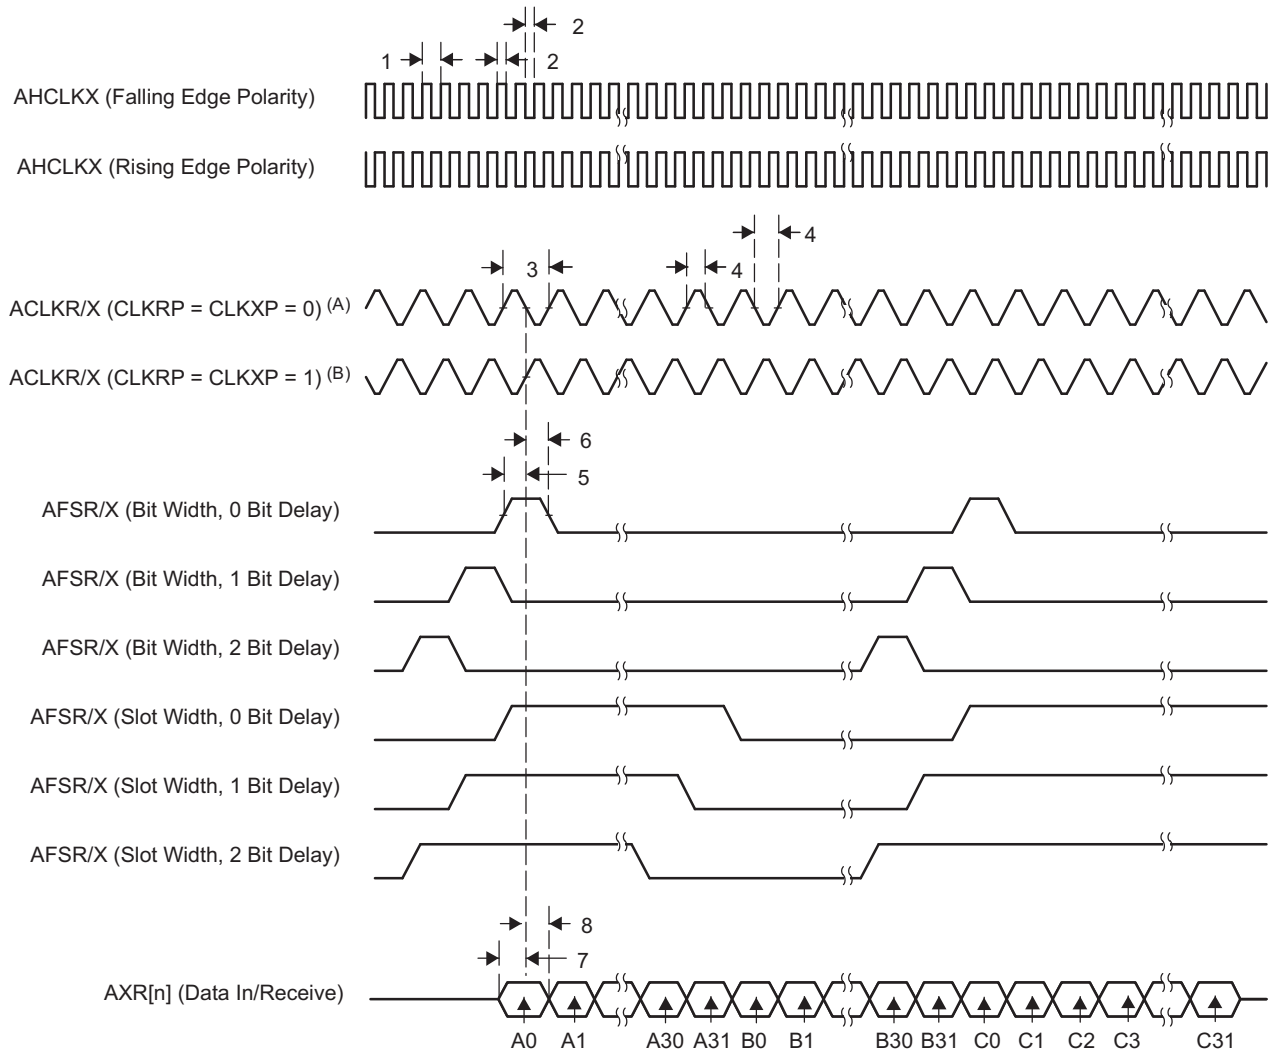 2
1
2
AHCLKX (Falling Edge Polarity)
AHCLKX (Rising Edge Polarity)
4
3
4
ACLKR/X (CLKRP = CLKXP = 0) (A)
ACLKR/X (CLKRP = CLKXP = 1) (B)
6
5
AFSR/X (Bit Width, 0 Bit Delay)
AFSR/X (Bit Width, 1 Bit Delay)
AFSR/X (Bit Width, 2 Bit Delay)
AFSR/X (Slot Width, 0 Bit Delay)
AFSR/X (Slot Width, 1 Bit Delay)
AFSR/X (Slot Width, 2 Bit Delay)
8
7
AXR[n] (Data In/Receive)
A0 A1 A30 A31 B0 B1 B30 B31 C0 C1 C2 C3 C31